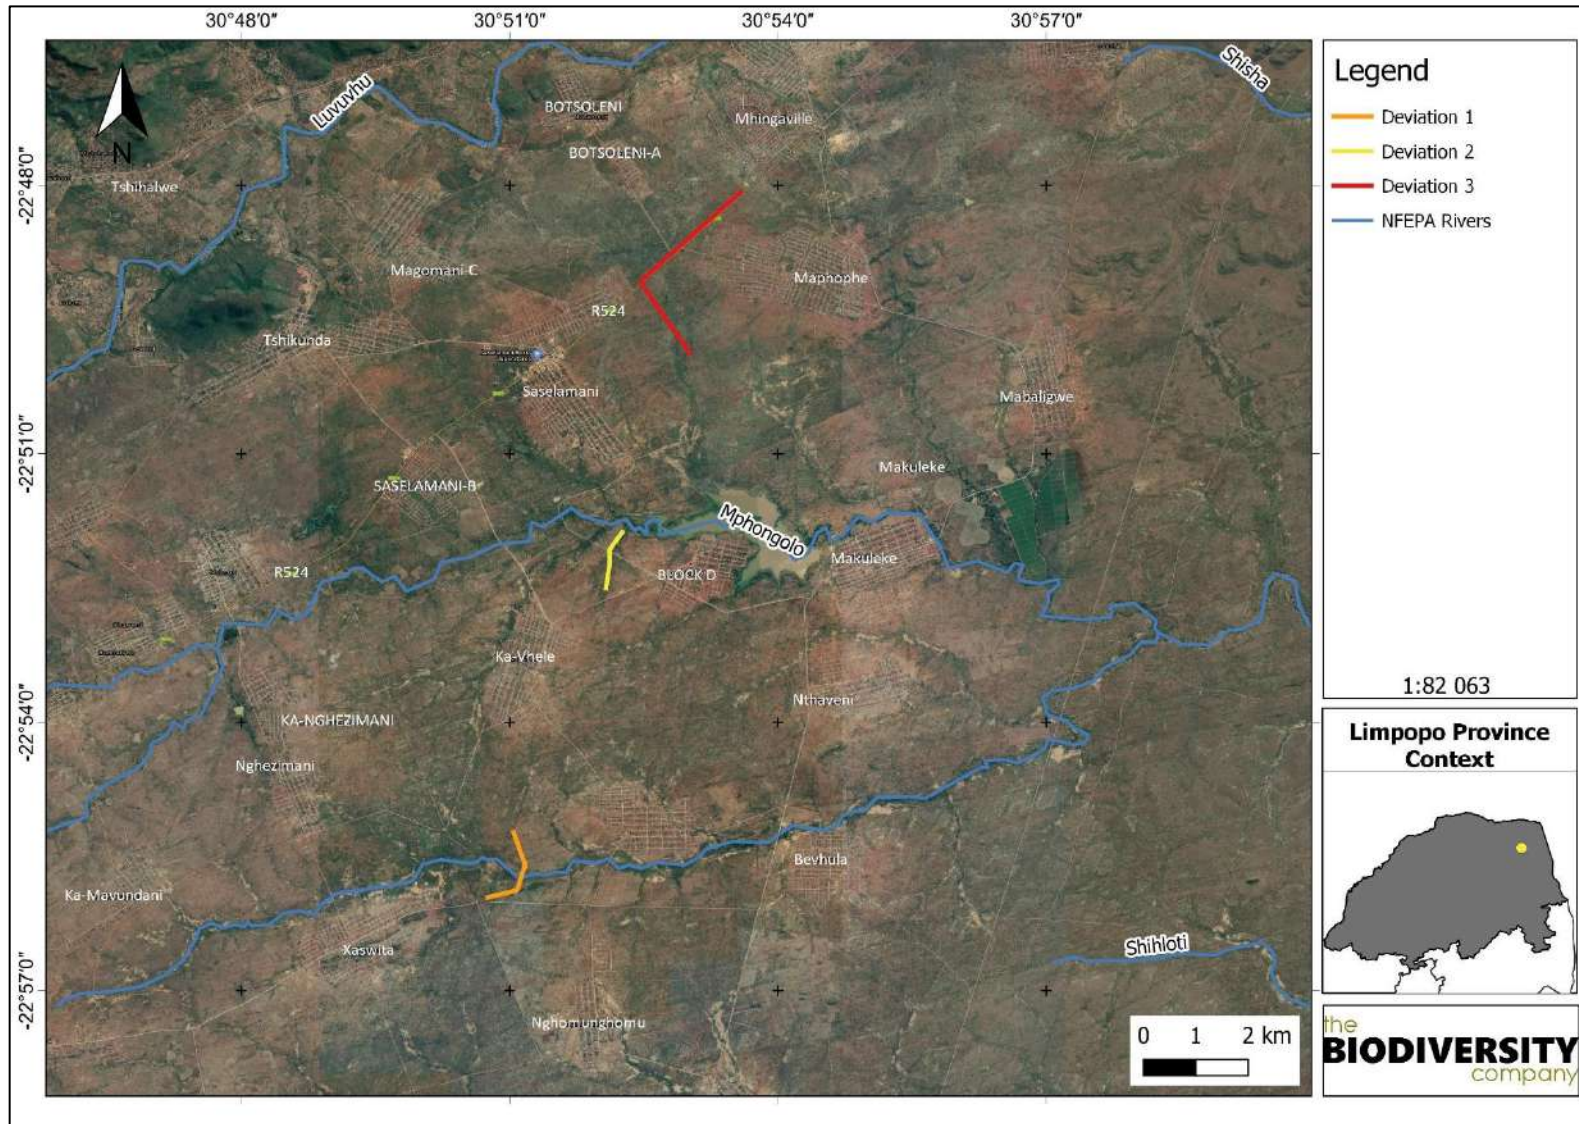 30°48'0"
30°51'0"
30°54'0"
30°57'0"
-22°48'0"
-22°51'0"
-22°54'0"
-22°57'0"
N
Luvuvhu
Shisha
BOTSOLENI
Mhingaville
BOTSOLENI-A
Tshihalwe
Magomani-C
Maphophe
R524
Tshikunda
Saselamani
Mabaligwe
Makuleke
SASELAMANI-B
Mphongolo
Makuleke
R524
BLOCK D
Ka-Vhele
Nthaveni
KA-NGHEZIMANI
Nghezimani
Bevhula
Ka-Mavundani
Xaswita
Shihloti
Nghomunghomu
0 1 2 km
Legend
Deviation 1
Deviation 2
Deviation 3
NFEPA Rivers
1:82 063
Limpopo Province
Context
the
BIODIVERSITY
company